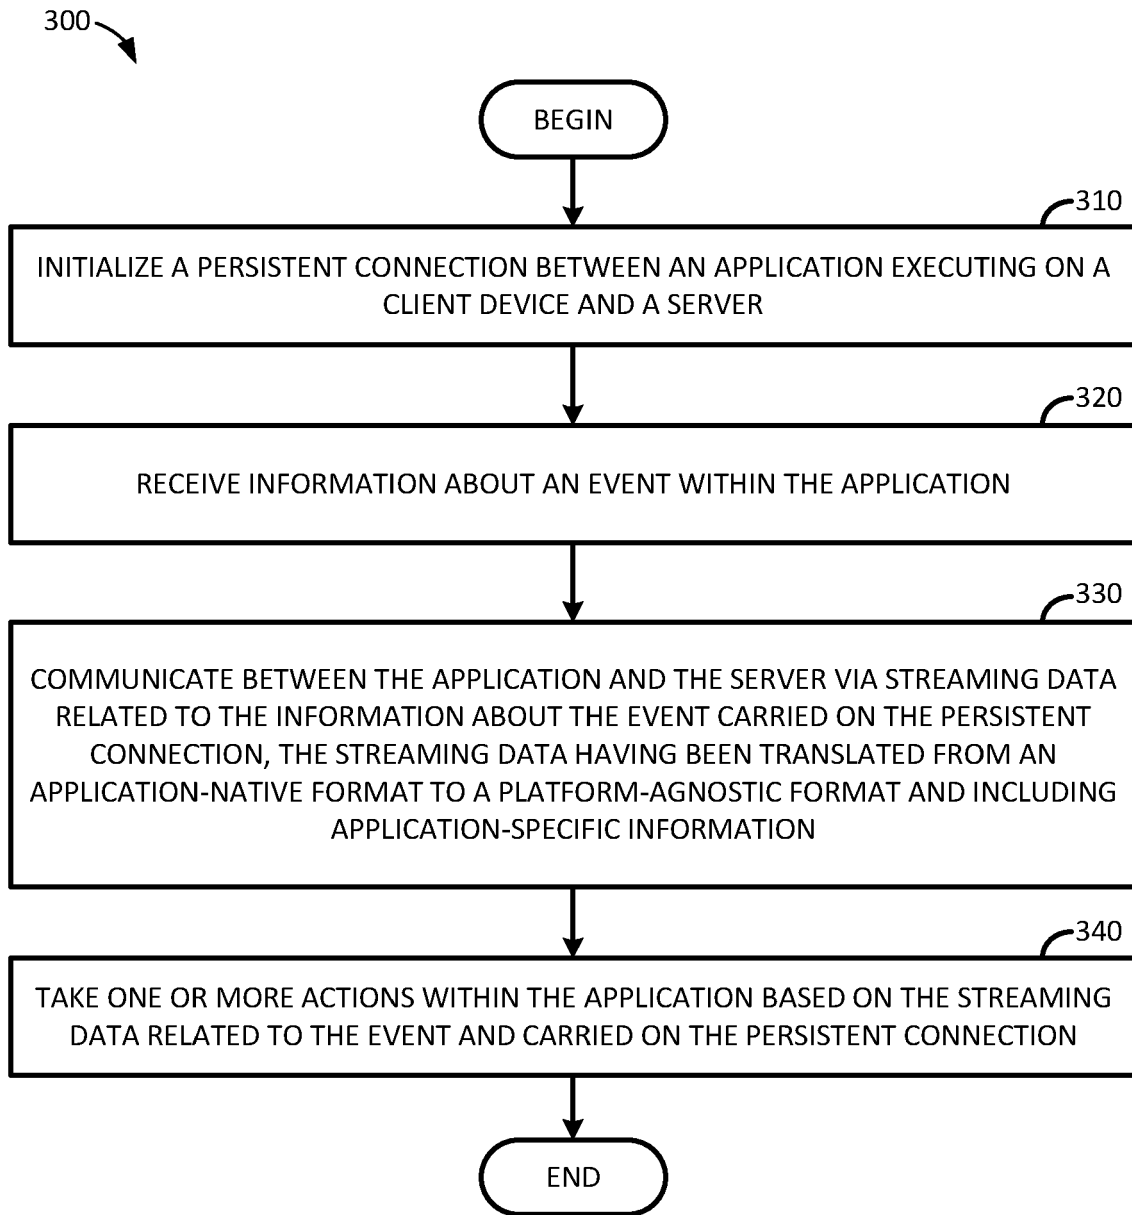 300
BEGIN
310
INITIALIZE A PERSISTENT CONNECTION BETWEEN AN APPLICATION EXECUTING ON A
CLIENT DEVICE AND A SERVER
320
RECEIVE INFORMATION ABOUT AN EVENT WITHIN THE APPLICATION
330
COMMUNICATE BETWEEN THE APPLICATION AND THE SERVER VIA STREAMING DATA
RELATED TO THE INFORMATION ABOUT THE EVENT CARRIED ON THE PERSISTENT
CONNECTION, THE STREAMING DATA HAVING BEEN TRANSLATED FROM AN
APPLICATION-NATIVE FORMAT TO A PLATFORM-AGNOSTIC FORMAT AND INCLUDING
APPLICATION-SPECIFIC INFORMATION
340
TAKE ONE OR MORE ACTIONS WITHIN THE APPLICATION BASED ON THE STREAMING
DATA RELATED TO THE EVENT AND CARRIED ON THE PERSISTENT CONNECTION
END